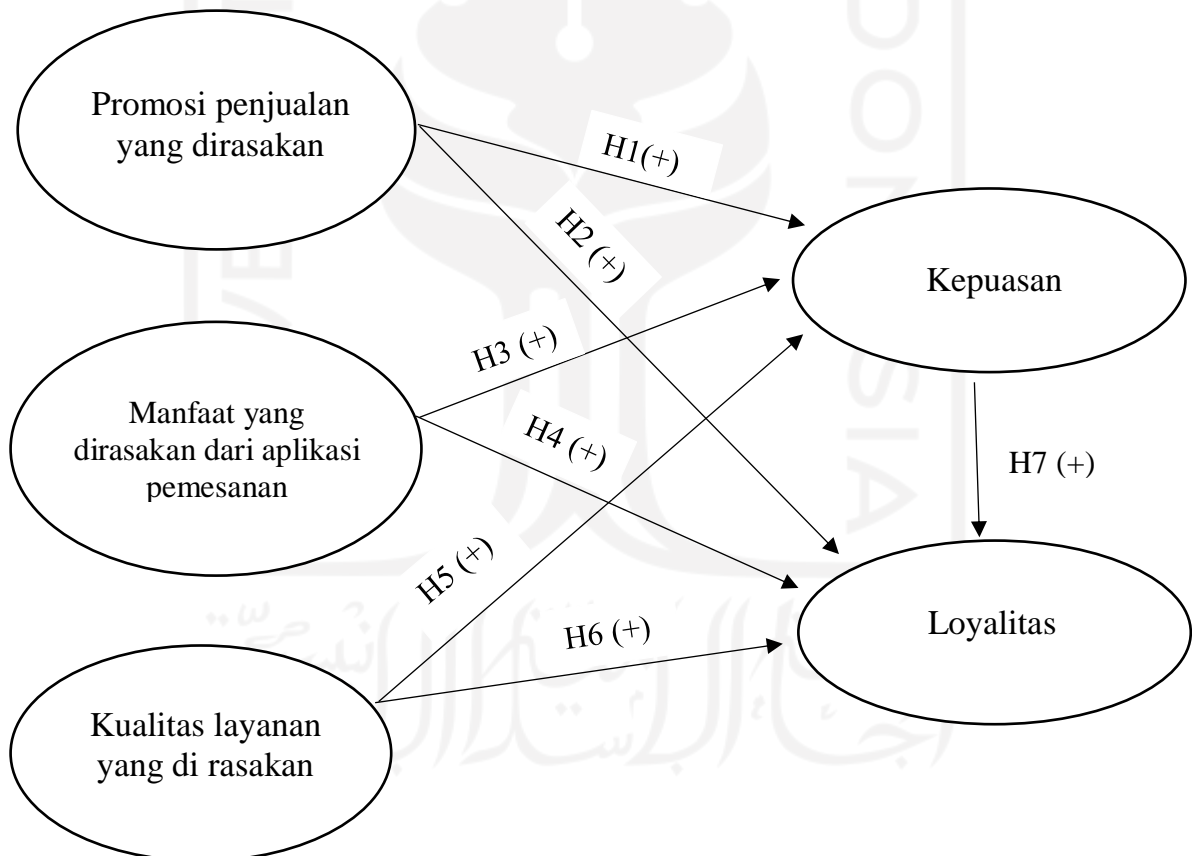 Promosi penjualan
yang dirasakan
H1(+)
H2 (+)
Kepuasan
H3 (+)
Manfaat yang
dirasakan dari aplikasi
pemesanan
H4 (+)
H7 (+)
H5 (+)
H6 (+)
Loyalitas
Kualitas layanan
yang di rasakan